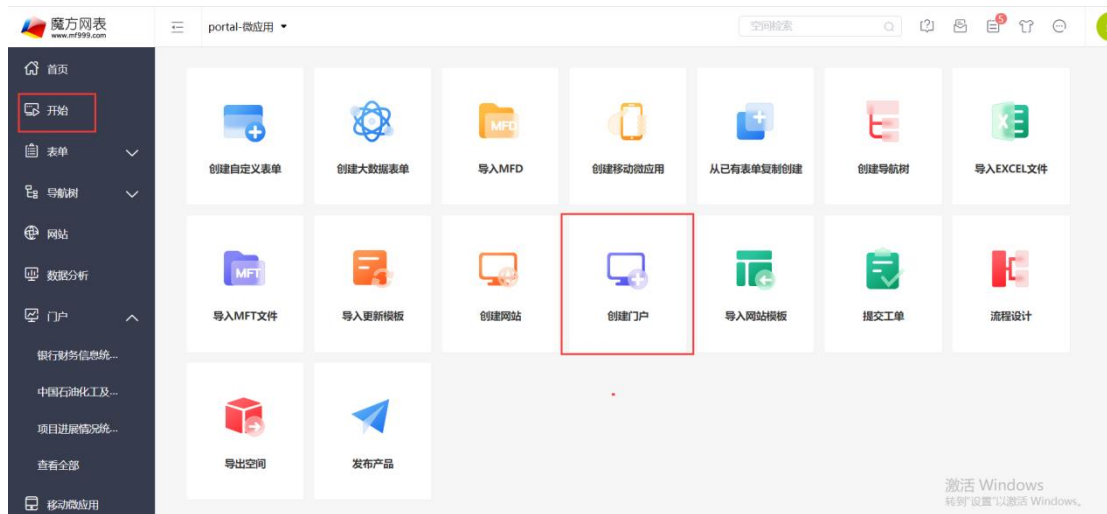 魔方网表
www.mf999.com
portal-微应用
空间检索
5
首页
开始
表单
导航树
网站
数据分析
门户
银行财务信息统...
中国石油化工及...
项目进展情况统...
查看全部
移动微应用
创建自定义表单
创建大数据表单
MFD
导入MFD
创建移动微应用
从已有表单复制创建
创建导航树
X
导入EXCEL文件
MFT
导入MFT文件
导入更新模板
创建网站
创建门户
导入网站模板
提交工单
流程设计
导出空间
发布产品
激活 Windows
转到"设置"以激活 Windows。